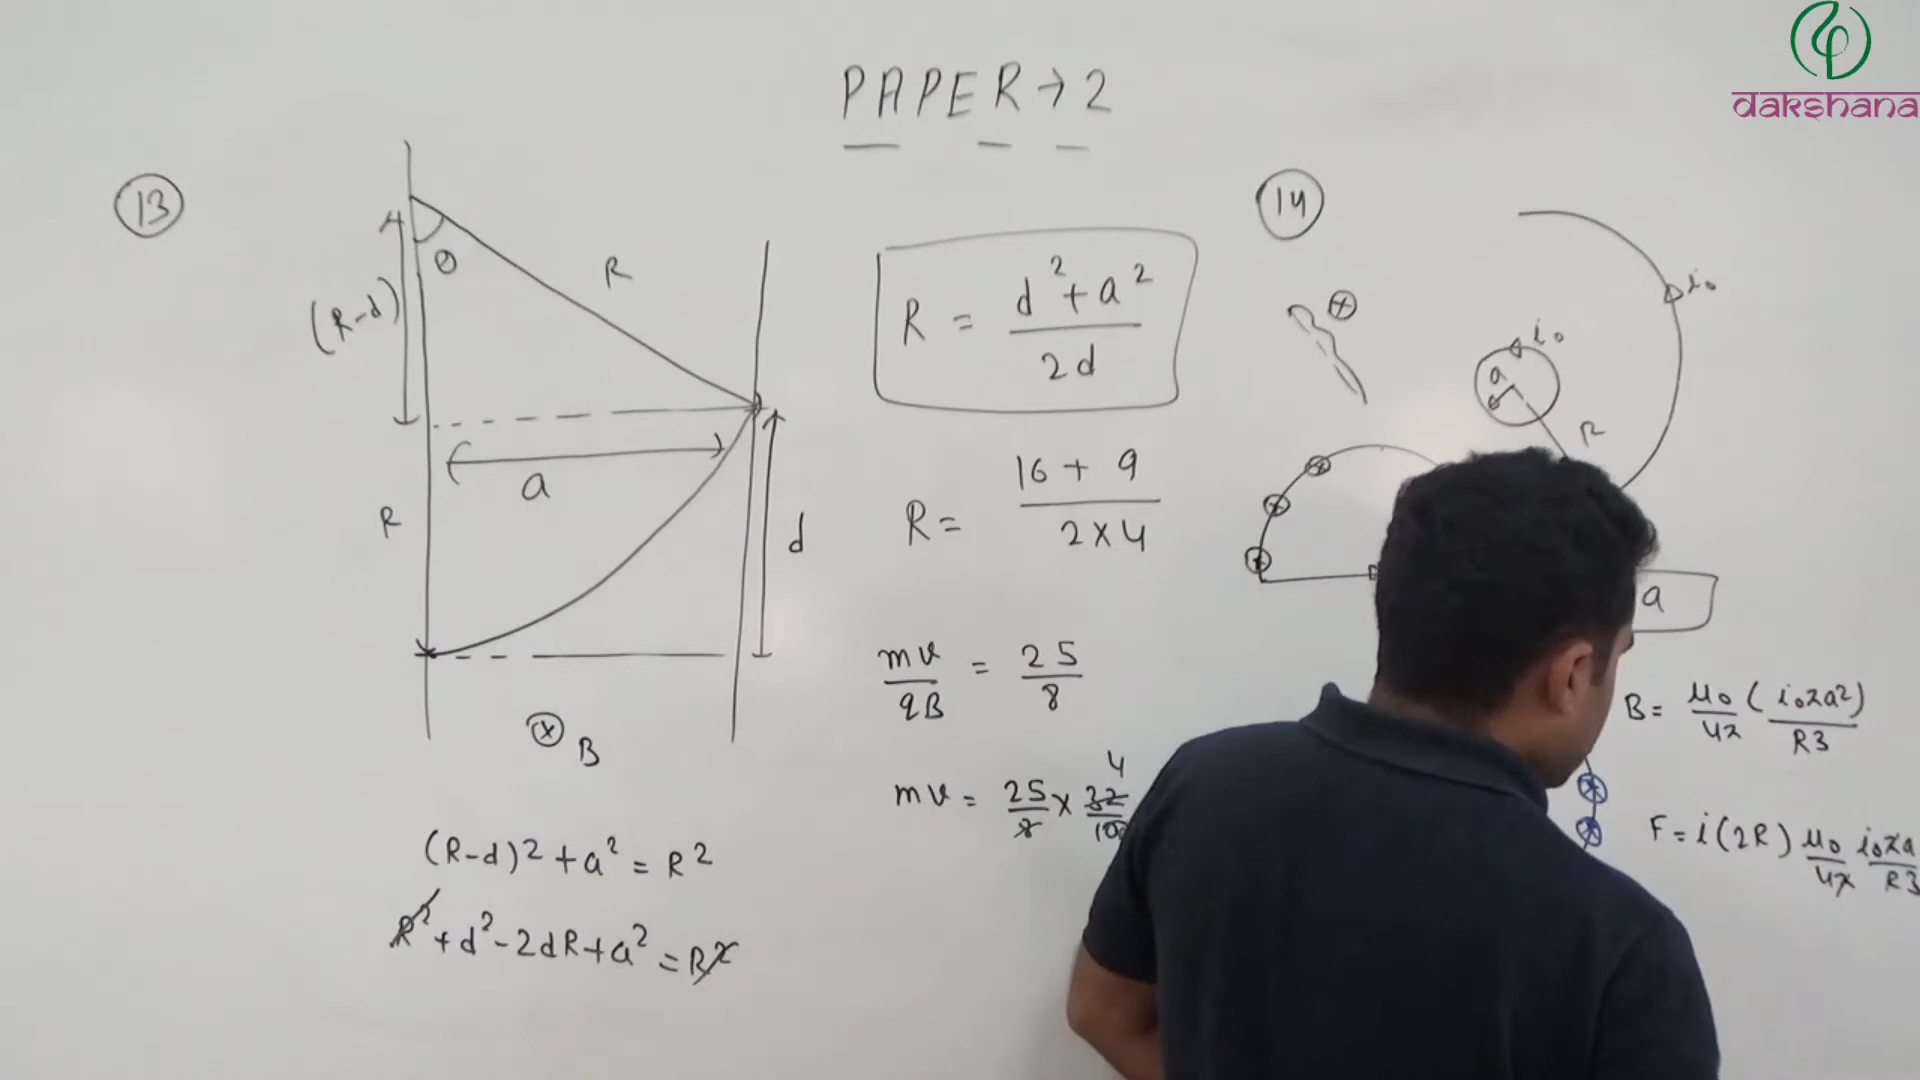 dakshana
PAPER → 2
13
θ
R
(R-d)
a
R
d
⊗ B
(R-d)2 + a2 = R2
R2 + d2 - 2dR + a2 = R2
R = d2 + a2 / 2d
R = 16 + 9 / 2×4
mv / qB = 25 / 8
mv = 25 / 8 × 32 / 100
4
14
i0
i0
a
R
a
B = μ0 / 4π ( i0πa2) / R3
F = i (2R) μ0 / 4π i0πa / R3